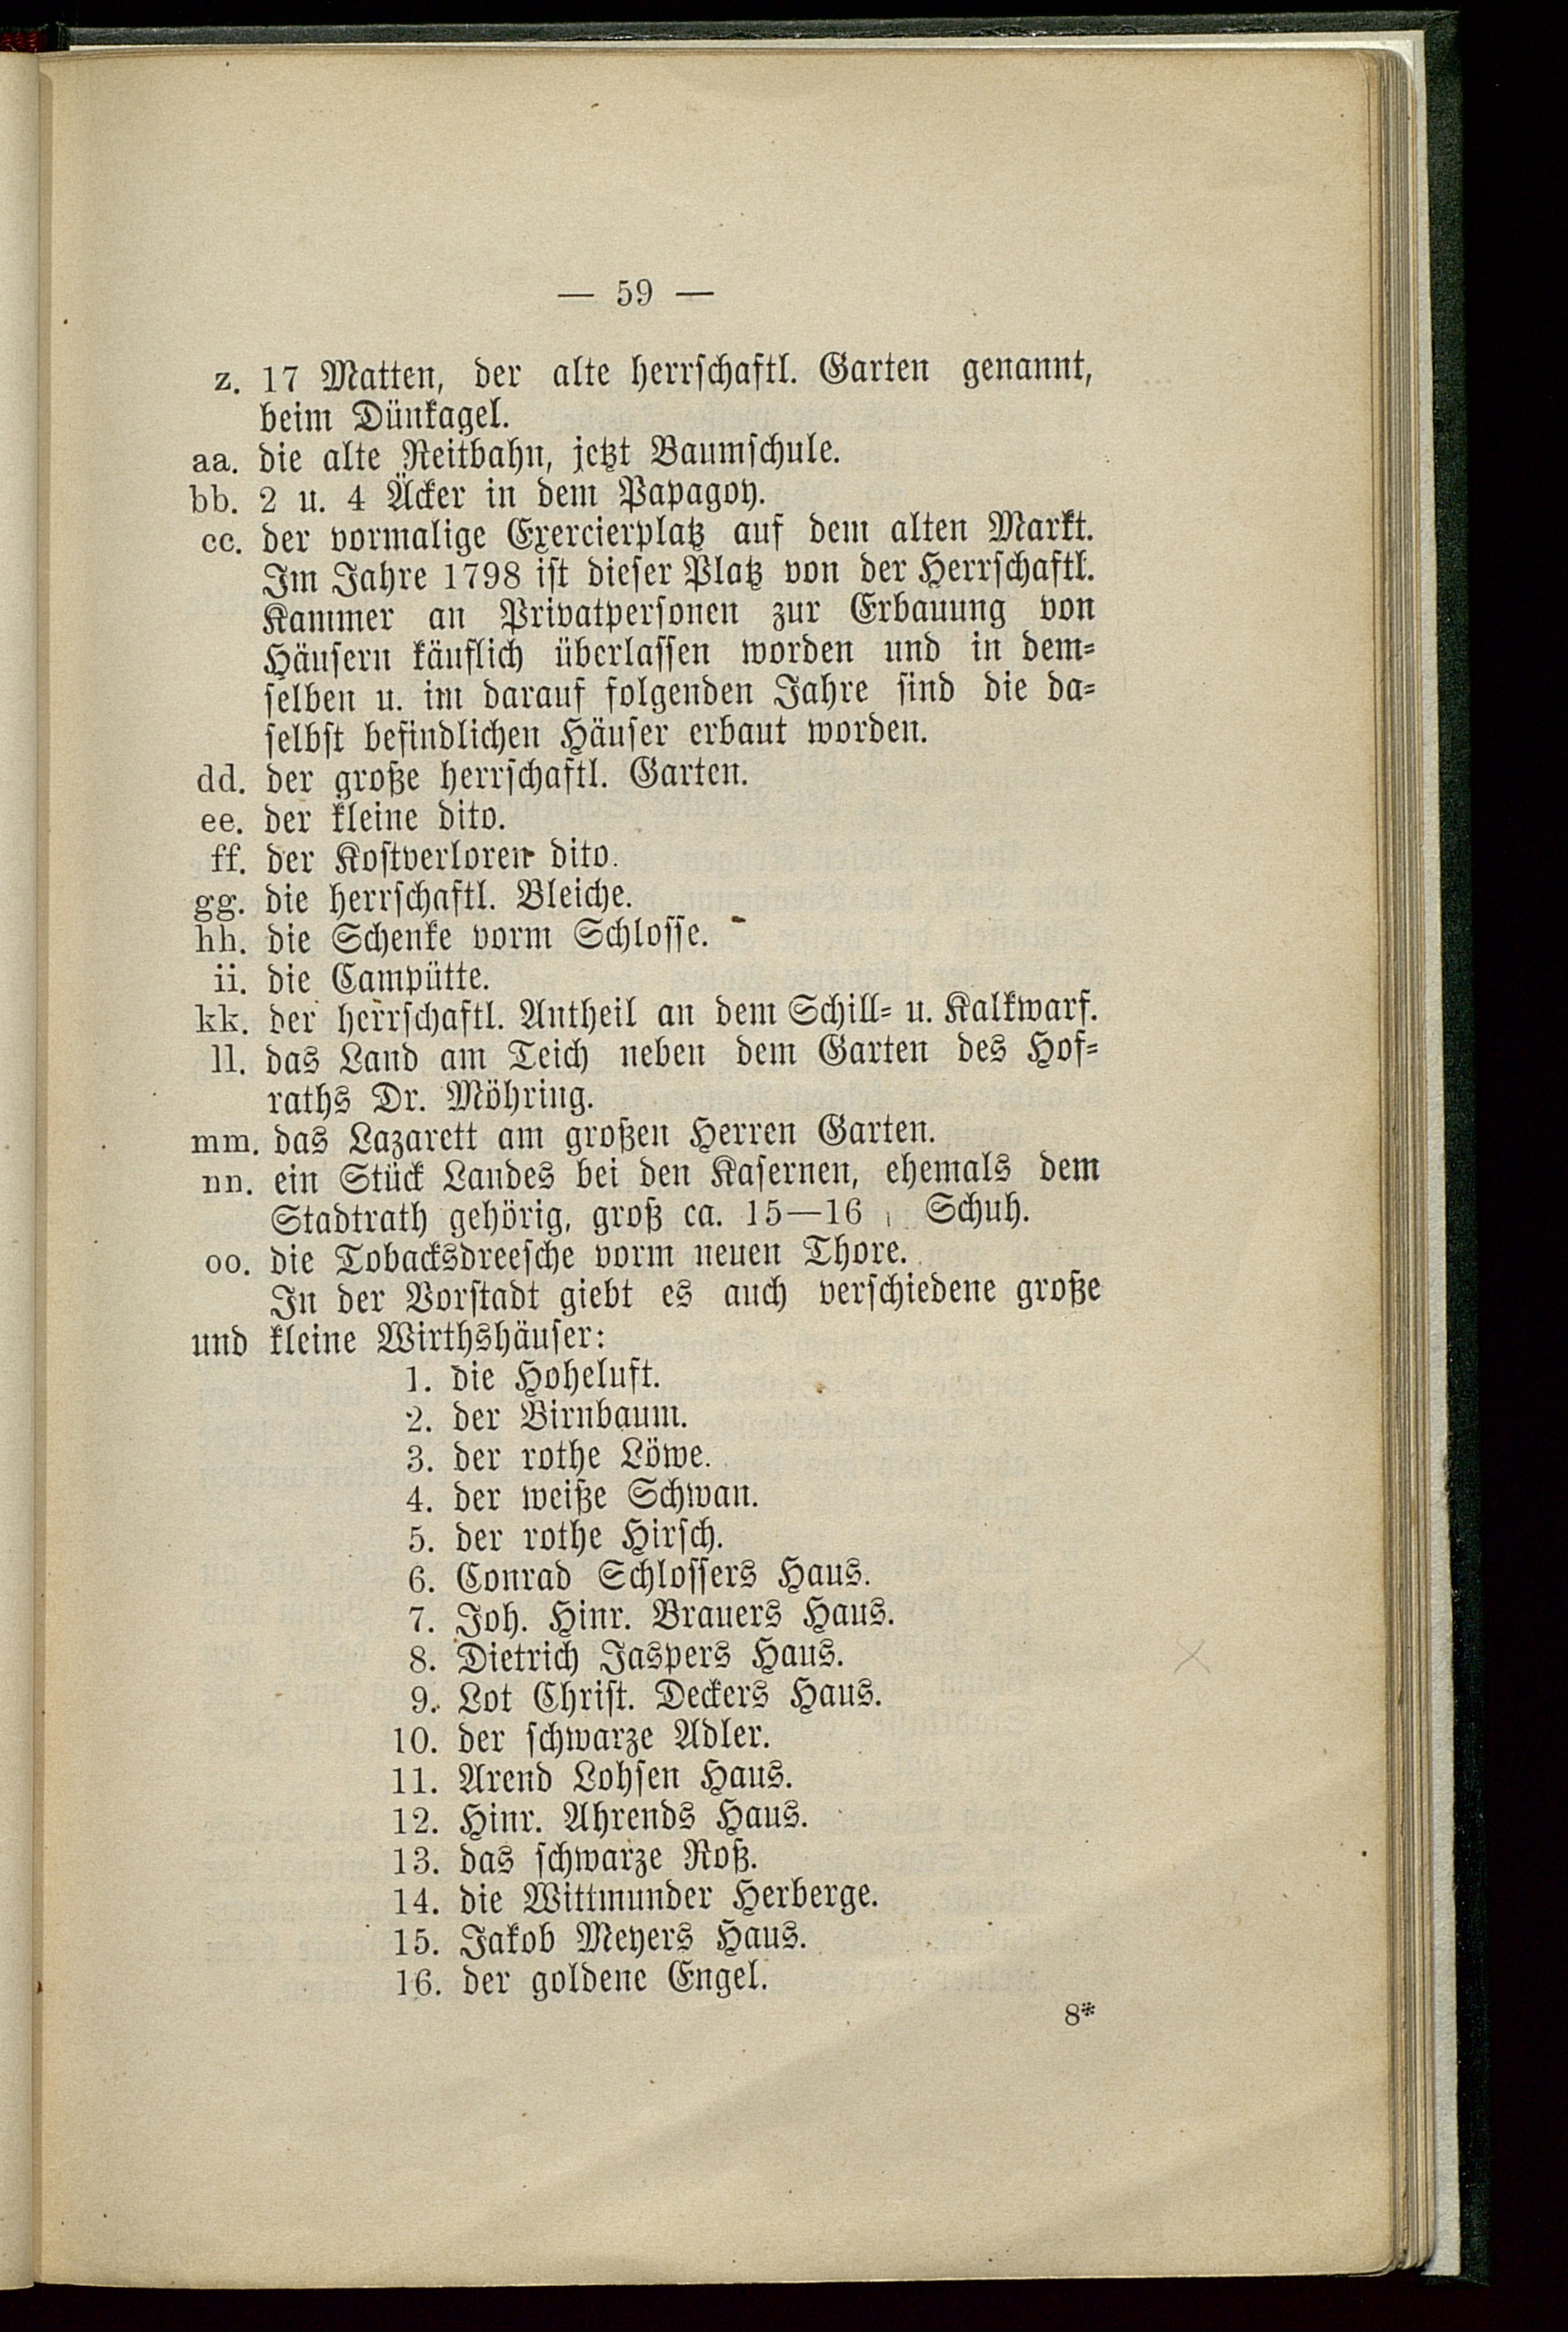 — 59 —
z. 17 Matten, der alte herrschaftl. Garten genannt,
beim Dünkagel.
aa. die alte Reitbahn, jetzt Baumschule.
bb. 2 u. 4 Äcker in dem Papagoy.
cc. der vormalige Exercierplatz auf dem alten Markt.
Im Jahre 1798 ist dieser Platz von der Herrschaftl.
Kammer an Privatpersonen zur Erbauung von
Häusern käuflich überlassen worden und in dem-
selben u. im darauf folgenden Jahre sind die da-
selbst befindlichen Häuser erbaut worden.
dd. der große herrschaftl. Garten.
ee. der kleine dito.
ff. der Kostverloren dito.
gg. die herrschaftl. Bleiche.
hh. die Schenke vorm Schlosse.
ii. die Campütte.
kk. der herrschaftl. Antheil an dem Schill- u. Kalkwarf.
ll. das Land am Teich neben dem Garten des Hof-
raths Dr. Möhring.
mm. das Lazarett am großen Herren Garten.
nn. ein Stück Landes bei den Kasernen, ehemals dem
Stadtrath gehörig, groß ca. 15—16 Schuh.
oo. die Tobacksdreesche vorm neuen Thore.
In der Vorstadt giebt es auch verschiedene große
und kleine Wirthshäuser:
1. die Hoheluft.
2. der Birnbaum.
3. der rothe Löwe.
4. der weiße Schwan.
5. der rothe Hirsch.
6. Conrad Schlossers Haus.
7. Joh. Hinr. Brauers Haus.
8. Dietrich Jaspers Haus.
9. Lot Christ. Deckers Haus.
10. der schwarze Adler.
11. Arend Lohsen Haus.
12. Hinr. Ahrends Haus.
13. das schwarze Roß.
14. die Wittmunder Herberge.
15. Jakob Meyers Haus.
16. der goldene Engel.
8*